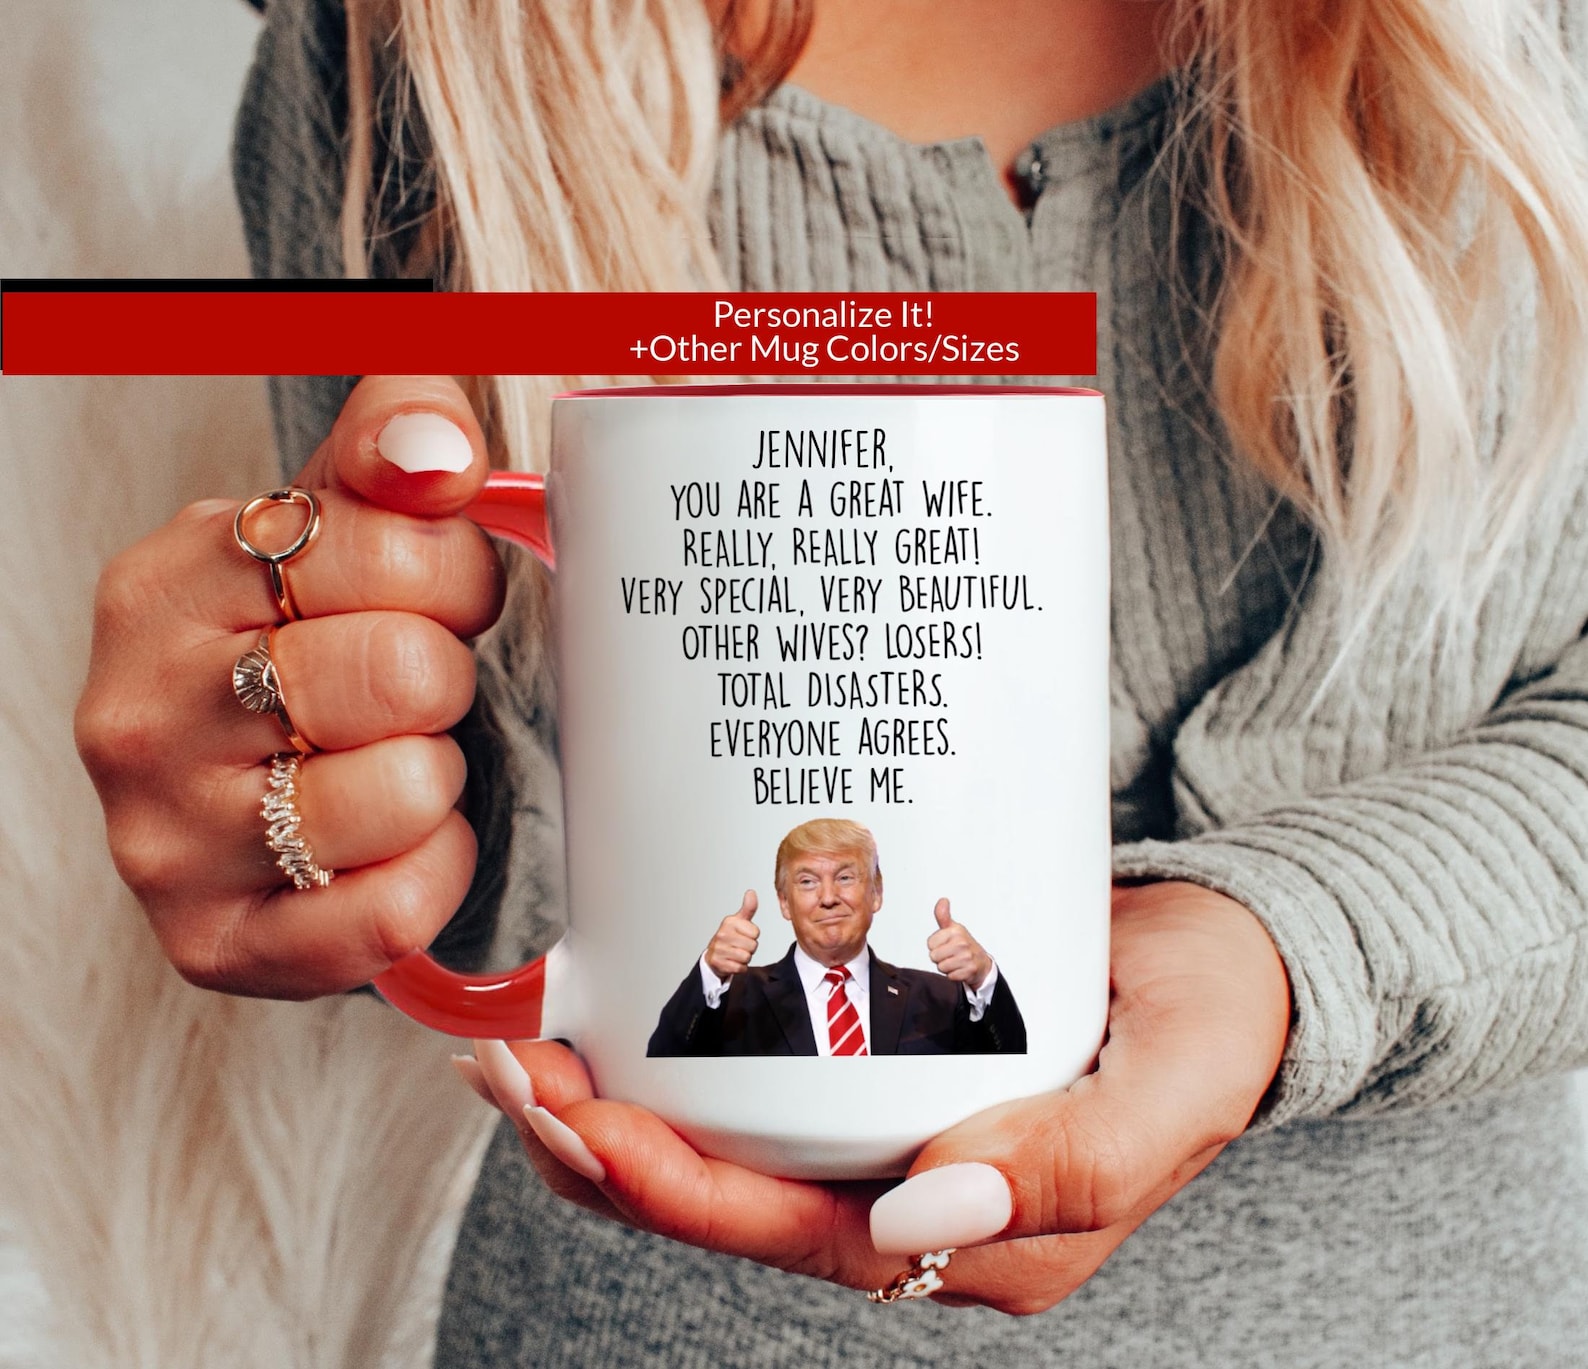 Personalize It!
+Other Mug Colors/Sizes
JENNIFER,
YOU ARE A GREAT WIFE.
REALLY, REALLY GREAT!
VERY SPECIAL, VERY BEAUTIFUL.
OTHER WIVES? LOSERS!
TOTAL DISASTERS.
EVERYONE AGREES.
BELIEVE ME.